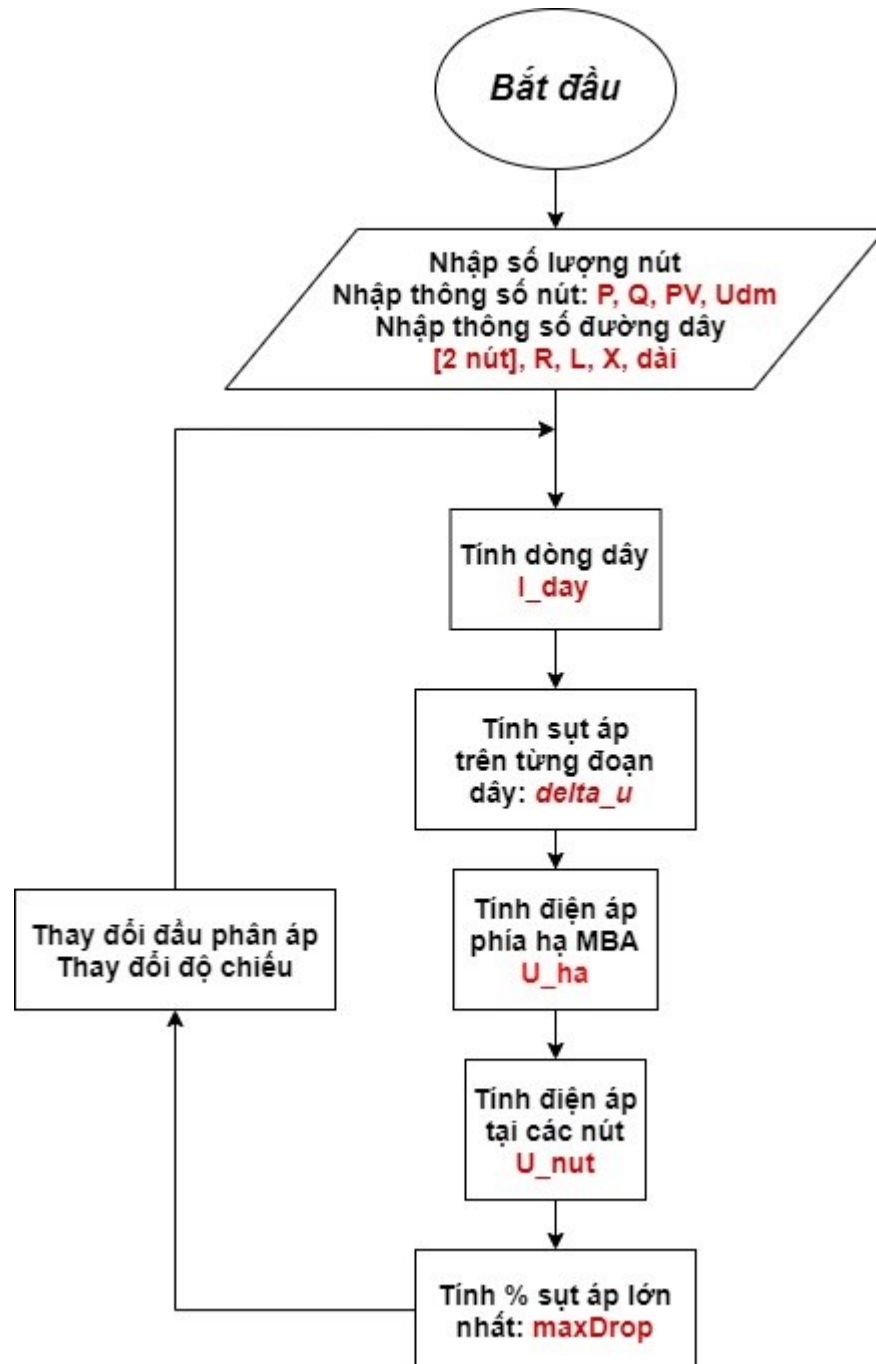 Bắt đầu
Nhập số lượng nút
Nhập thông số nút: P, Q, PV, Udm
Nhập thông số đường dây
[2 nút], R, L, X, dài
Tính dòng dây
I_day
Tính sụt áp
trên từng đoạn
dây: delta_u
Tính điện áp
phía hạ MBA
U_ha
Tính điện áp
tại các nút
U_nut
Tính % sụt áp lớn
nhất: maxDrop
Thay đổi đầu phân áp
Thay đổi độ chiếu